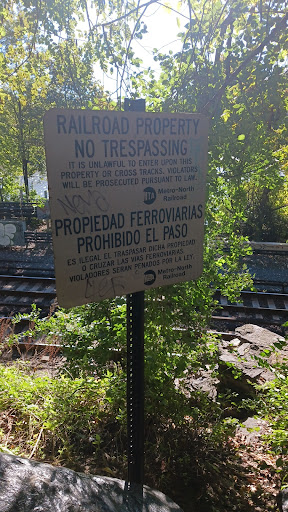 RAILROAD PROPERTY
NO TRESPASSING
IT IS UNLAWFUL TO ENTER UPON THIS
PROPERTY OR CROSS TRACKS. VIOLATORS
WILL BE PROSECUTED PURSUANT TO LAW.
MTA Metro-North
Railroad
PROPIEDAD FERROVIARIAS
PROHIBIDO EL PASO
ES ILEGAL EL TRASPASAR DICHA PROPIEDAD
O CRUZAR LAS VIAS FERROVIARIAS.
VIOLADORES SERAN PENADOS POR LA LEY.
Metro-North
Railroad